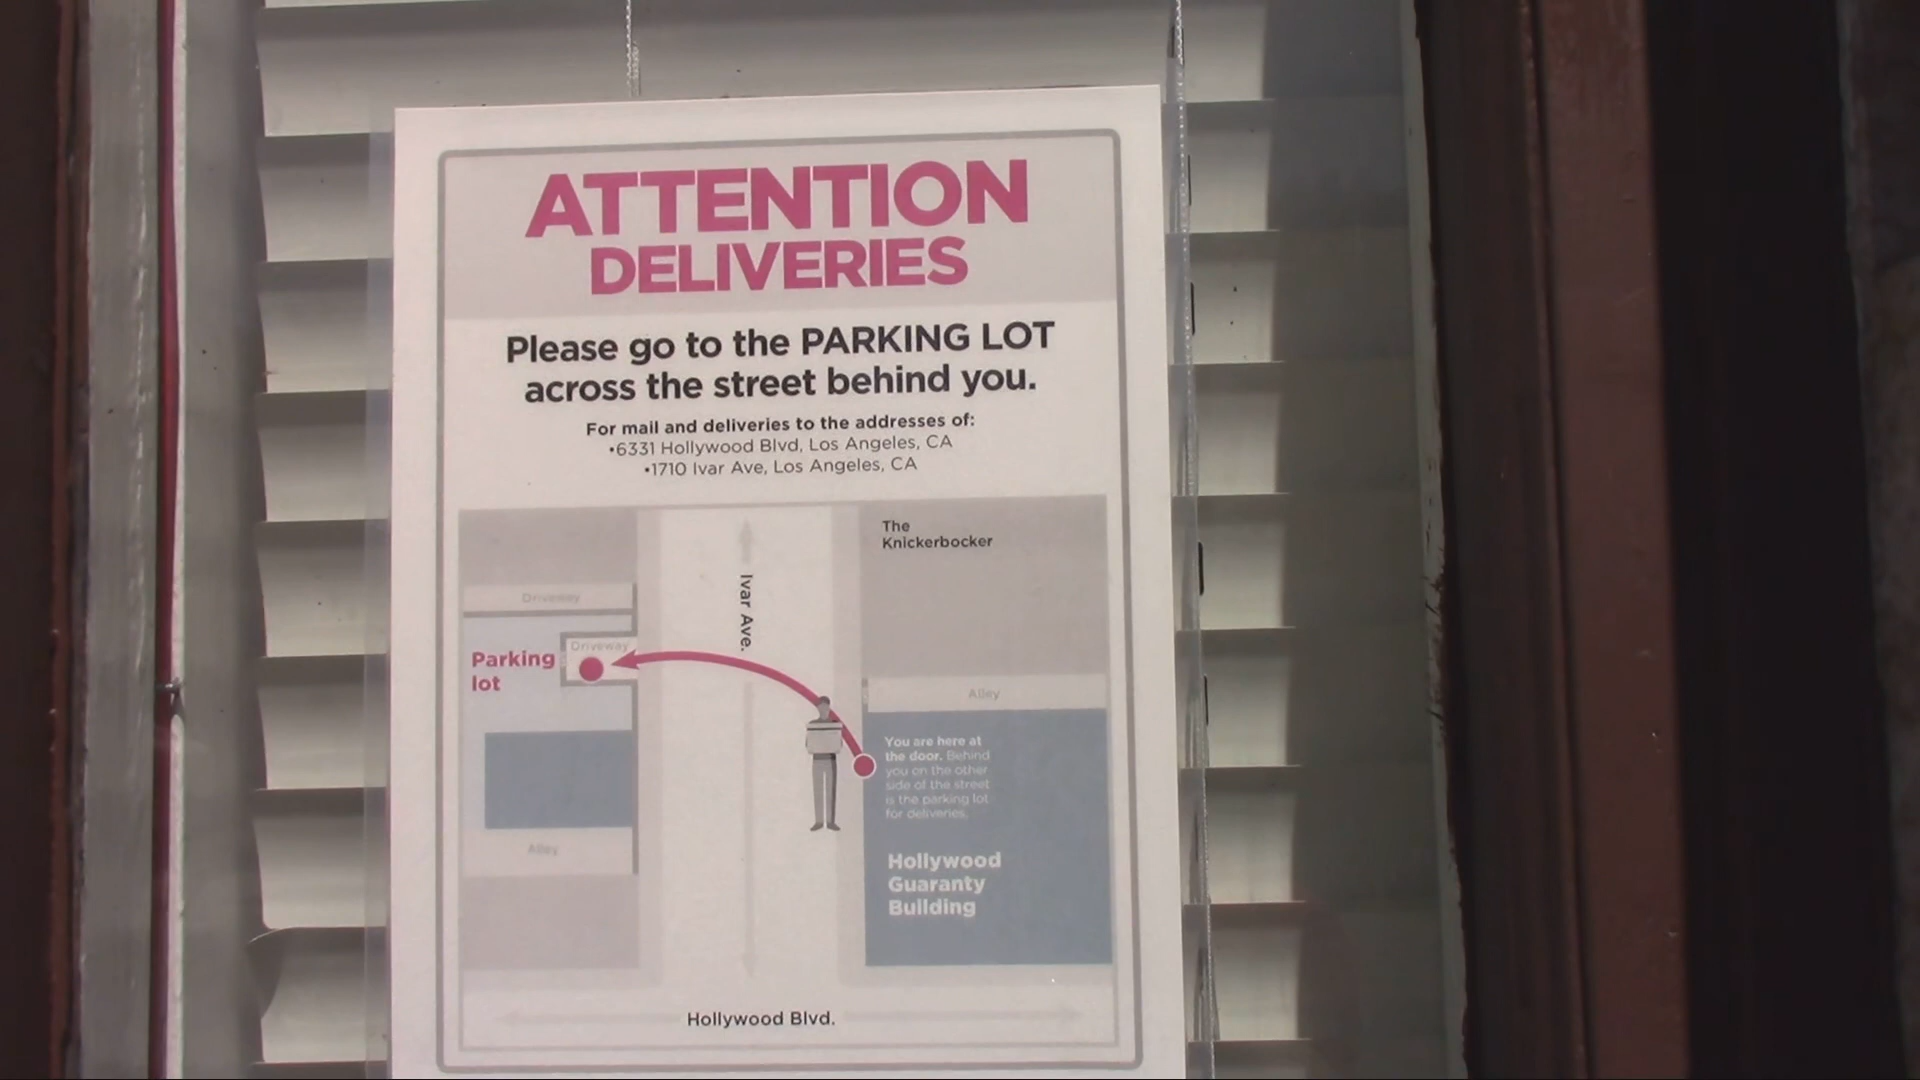 ATTENTION
DELIVERIES
Please go to the PARKING LOT
across the street behind you.
For mail and deliveries to the addresses of:
•6331 Hollywood Blvd, Los Angeles, CA
•1710 Ivar Ave, Los Angeles, CA
The
Knickerbocker
Ivar Ave.
Driveway
Driveway
Parking
lot
Alley
You are here at
the door. Behind
you on the other
side of the street
is the parking lot
for deliveries.
Hollywood
Guaranty
Building
Alley
Hollywood Blvd.